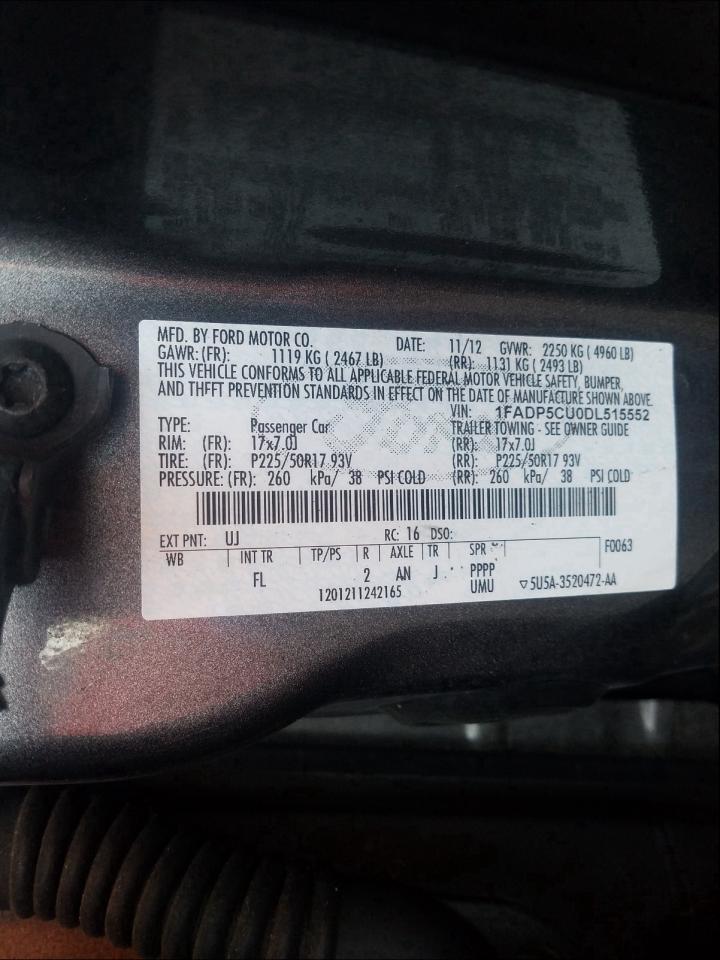 MFD. BY FORD MOTOR CO. DATE: 11/12 GVWR: 2250 KG ( 4960 LB)
GAWR: (FR): 1119 KG ( 2467 LB) (RR): 1131 KG ( 2493 LB)
THIS VEHICLE CONFORMS TO ALL APPLICABLE FEDERAL MOTOR VEHICLE SAFETY, BUMPER,
AND THEFT PREVENTION STANDARDS IN EFFECT ON THE DATE OF MANUFACTURE SHOWN ABOVE.
VIN: 1FADP5CU0DL515552
TYPE: Passenger Car TRAILER TOWING - SEE OWNER GUIDE
RIM: (FR): 17x7.0J (RR): 17x7.0J
TIRE: (FR): P225/50R17 93V (RR): P225/50R17 93V
PRESSURE: (FR): 260 kPa/ 38 PSI COLD (RR): 260 kPa/ 38 PSI COLD
EXT PNT: UJ RC: 16 DSO: F0063
WB INT TR TP/PS R AXLE TR SPR
FL 2 AN J PPPP
1201211242165 UMU ▽5U5A-3520472-AA